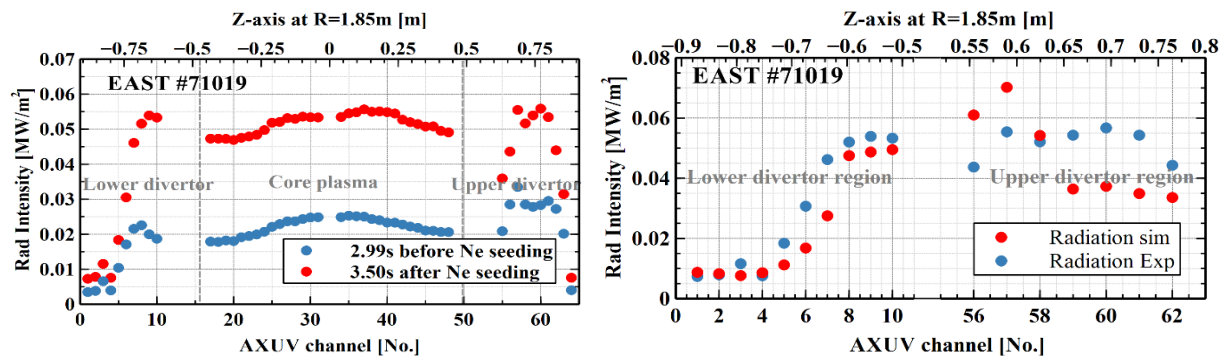 Z-axis at R=1.85m [m]
−0.75 −0.5 −0.25 0 0.25 0.5 0.75
0.07
0.06
0.05
0.04
0.03
0.02
0.01
0
Rad Intensity [MW/m²]
EAST #71019
Lower divertor
Core plasma
Upper divertor
2.99s before Ne seeding
3.50s after Ne seeding
0 10 20 30 40 50 60
AXUV channel [No.]
Z-axis at R=1.85m [m]
−0.9 −0.8 −0.7 −0.6 −0.5 0.55 0.6 0.65 0.7 0.75 0.8
0.08
0.06
0.04
0.02
0
Rad Intensity [MW/m²]
EAST #71019
Lower divertor region
Upper divertor region
Radiation sim
Radiation Exp
0 2 4 6 8 10 56 58 60 62
AXUV channel [No.]